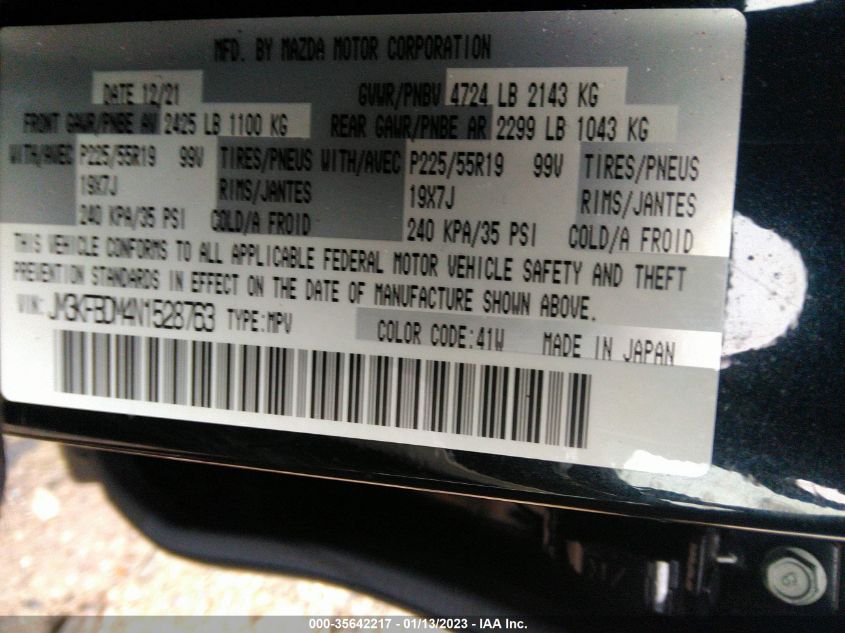 MFD. BY MAZDA MOTOR CORPORATION
DATE 12/21 GVWR/PNBV 4724 LB 2143 KG
FRONT GAWR/PNBE AV 2425 LB 1100 KG REAR GAWR/PNBE AR 2299 LB 1043 KG
WITH/AVEC P225/55R19 99V TIRES/PNEUS WITH/AVEC P225/55R19 99V TIRES/PNEUS
19X7J RIMS/JANTES 19X7J RIMS/JANTES
240 KPA/35 PSI COLD/A FROID 240 KPA/35 PSI COLD/A FROID
THIS VEHICLE CONFORMS TO ALL APPLICABLE FEDERAL MOTOR VEHICLE SAFETY AND THEFT
PREVENTION STANDARDS IN EFFECT ON THE DATE OF MANUFACTURE SHOWN ABOVE.
VIN: JM3KFBDM4N1528763 TYPE:MPV COLOR CODE:41W MADE IN JAPAN
000-35642217 - 01/13/2023 - IAA Inc.